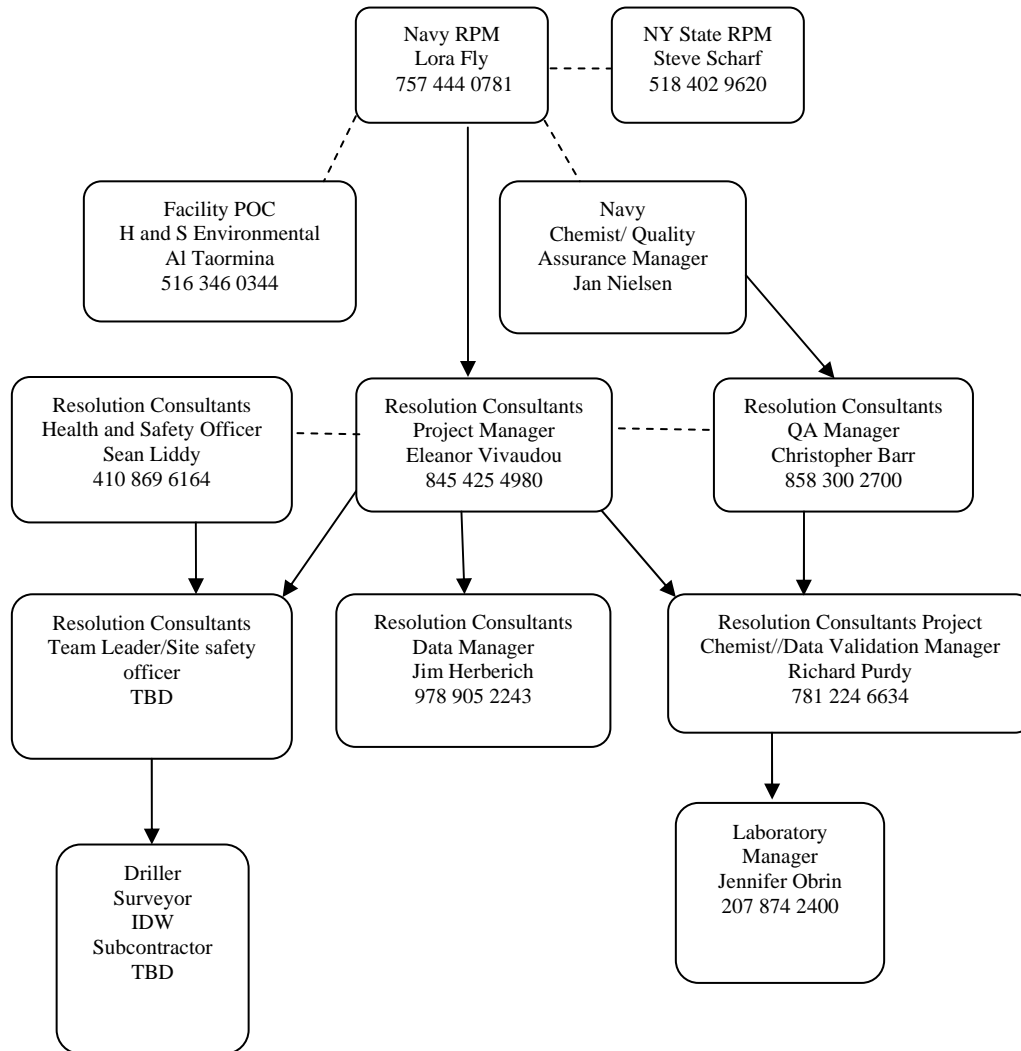 Navy RPM
Lora Fly
757 444 0781
NY State RPM
Steve Scharf
518 402 9620
Facility POC
H and S Environmental
Al Taormina
516 346 0344
Navy
Chemist/ Quality
Assurance Manager
Jan Nielsen
Resolution Consultants
Health and Safety Officer
Sean Liddy
410 869 6164
Resolution Consultants
Project Manager
Eleanor Vivaudou
845 425 4980
Resolution Consultants
QA Manager
Christopher Barr
858 300 2700
Resolution Consultants
Team Leader/Site safety
officer
TBD
Resolution Consultants
Data Manager
Jim Herberich
978 905 2243
Resolution Consultants Project
Chemist//Data Validation Manager
Richard Purdy
781 224 6634
Driller
Surveyor
IDW
Subcontractor
TBD
Laboratory
Manager
Jennifer Obrin
207 874 2400